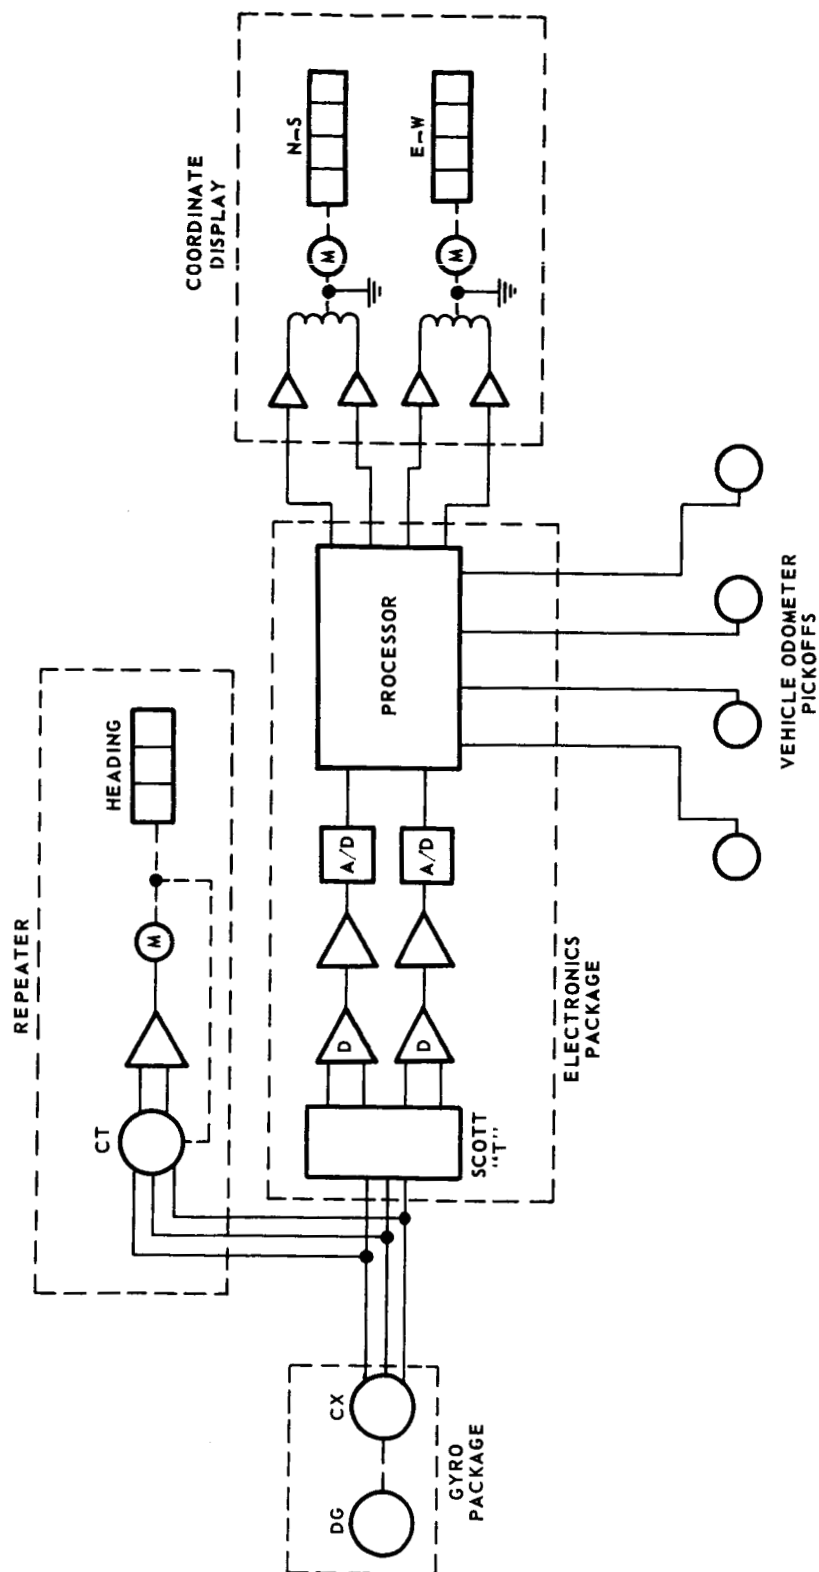 COORDINATE
DISPLAY
N-S
E-W
M
M
REPEATER
HEADING
M
CT
PROCESSOR
A/D
A/D
D
D
SCOTT
"T"
ELECTRONICS
PACKAGE
VEHICLE ODOMETER
PICKOFFS
CX
DG
GYRO
PACKAGE